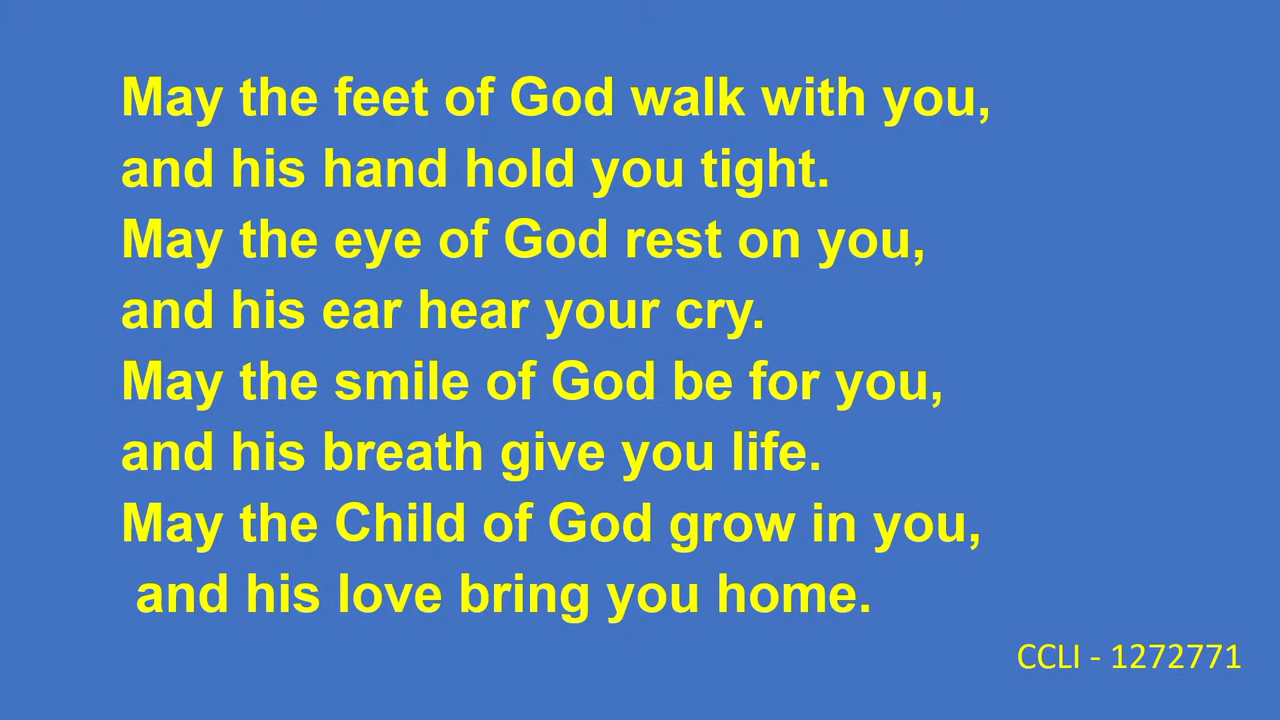 May the feet of God walk with you,
and his hand hold you tight.
May the eye of God rest on you,
and his ear hear your cry.
May the smile of God be for you,
and his breath give you life.
May the Child of God grow in you,
and his love bring you home.
CCLI - 1272771